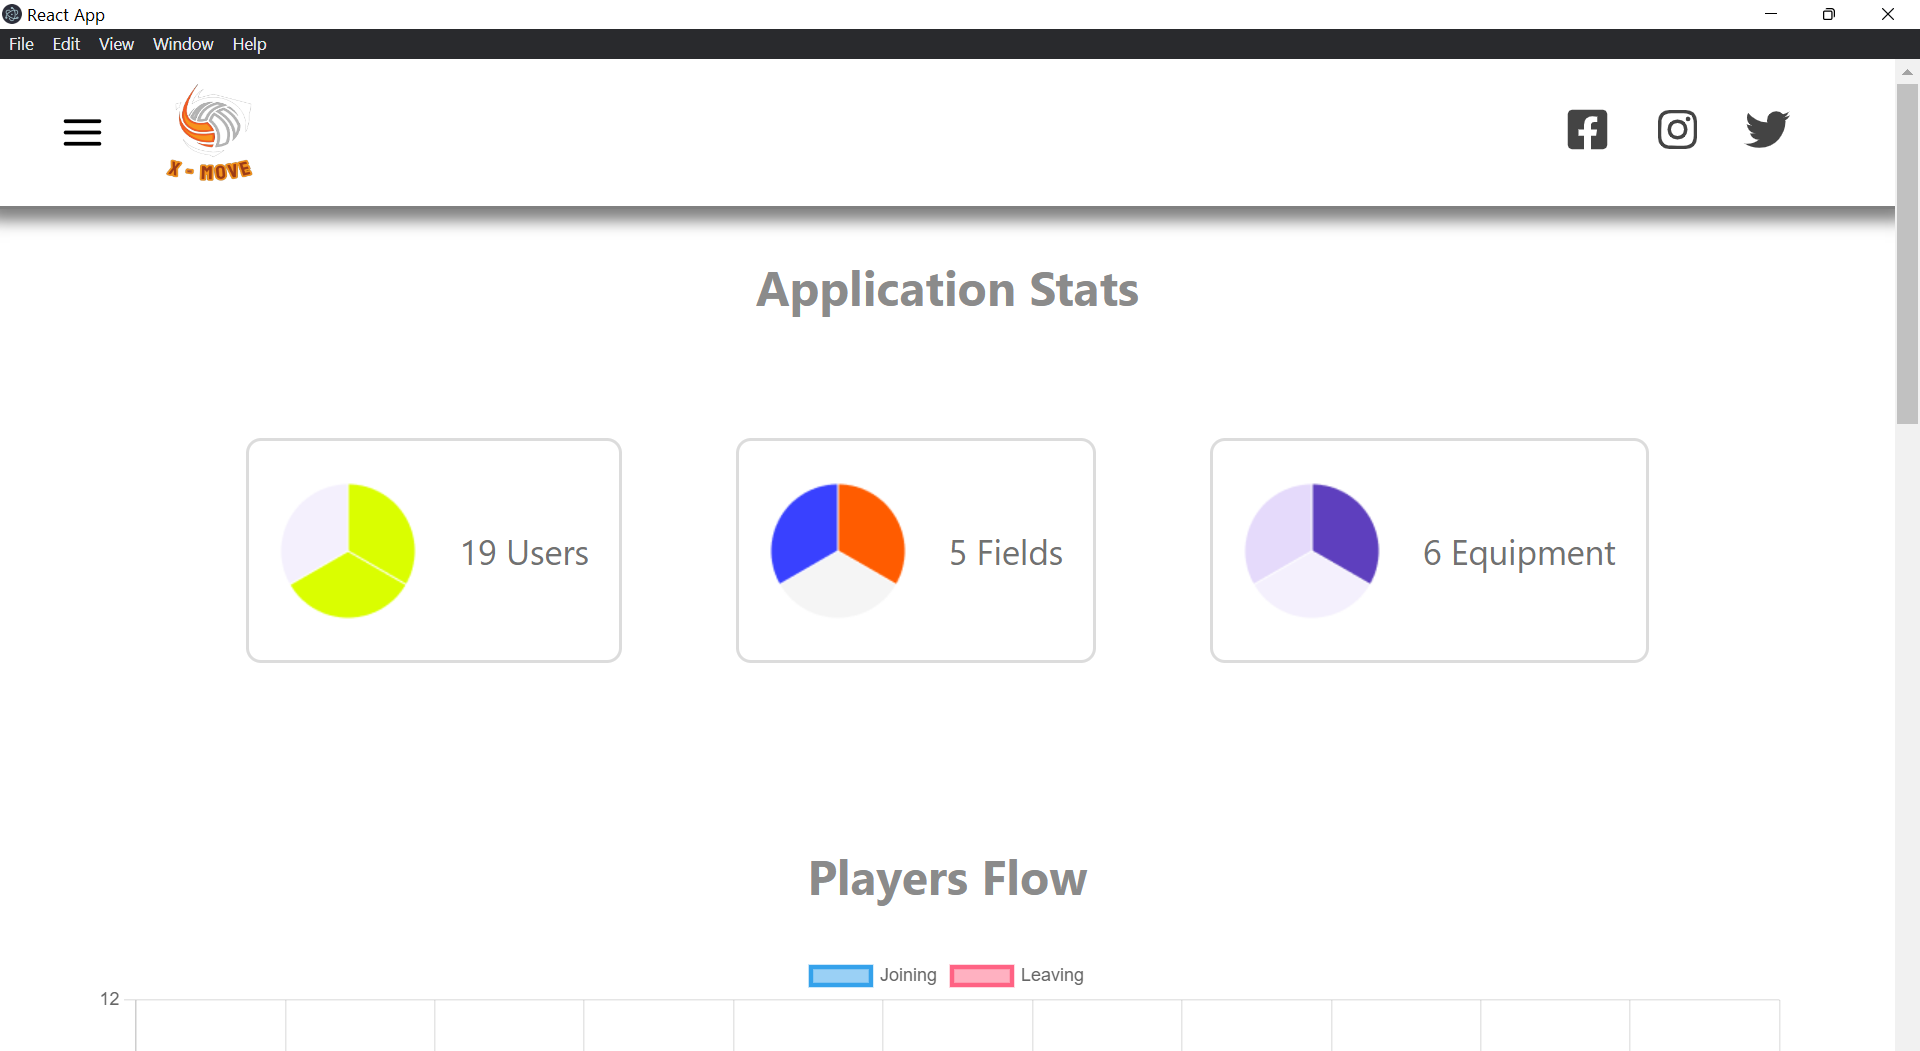 React App
File Edit View Window Help
X - MOVE
Application Stats
19 Users
5 Fields
6 Equipment
Players Flow
Joining Leaving
12